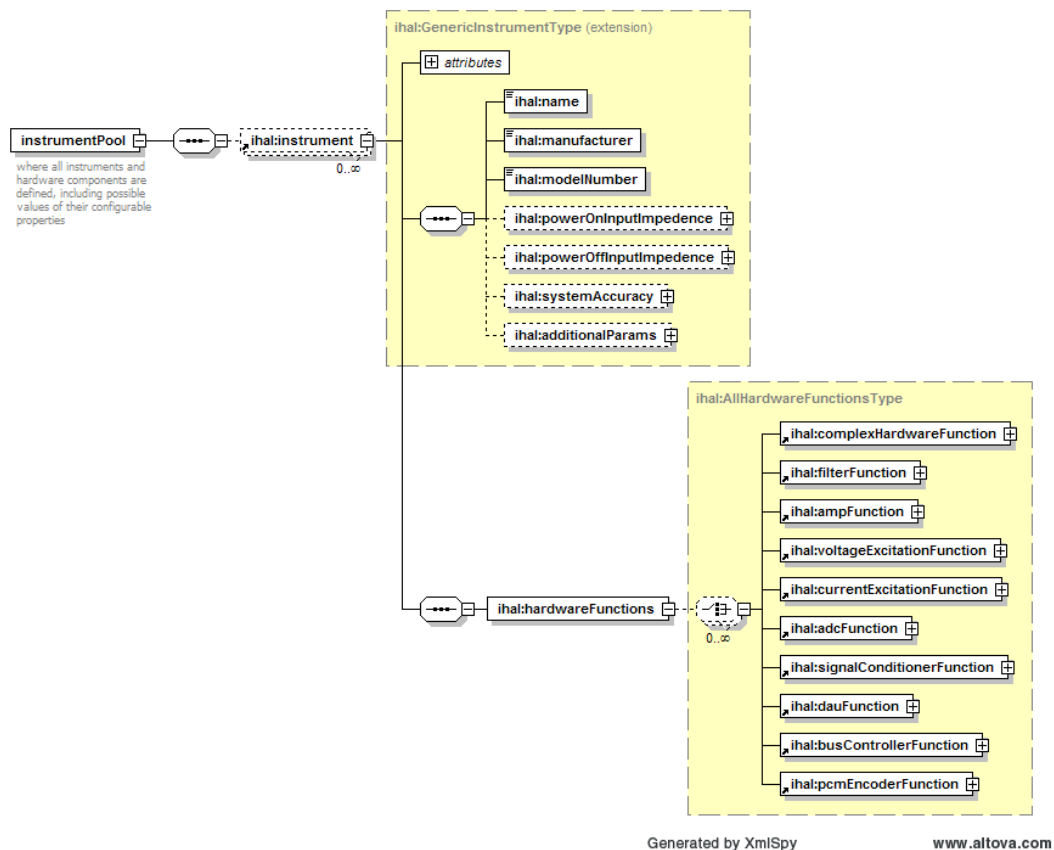 ihal:GenericInstrumentType (extension)
attributes
ihal:name
ihal:manufacturer
ihal:modelNumber
instrumentPool
ihal:instrument
0..∞
where all instruments and
hardware components are
defined, including possible
values of their configurable
properties
ihal:powerOnInputImpedence
ihal:powerOffInputImpedence
ihal:systemAccuracy
ihal:additionalParams
ihal:AllHardwareFunctionsType
ihal:complexHardwareFunction
ihal:filterFunction
ihal:ampFunction
ihal:voltageExcitationFunction
ihal:currentExcitationFunction
ihal:hardwareFunctions
0..∞
ihal:adcFunction
ihal:signalConditionerFunction
ihal:dauFunction
ihal:busControllerFunction
ihal:pcmEncoderFunction
Generated by XmlSpy
www.altova.com